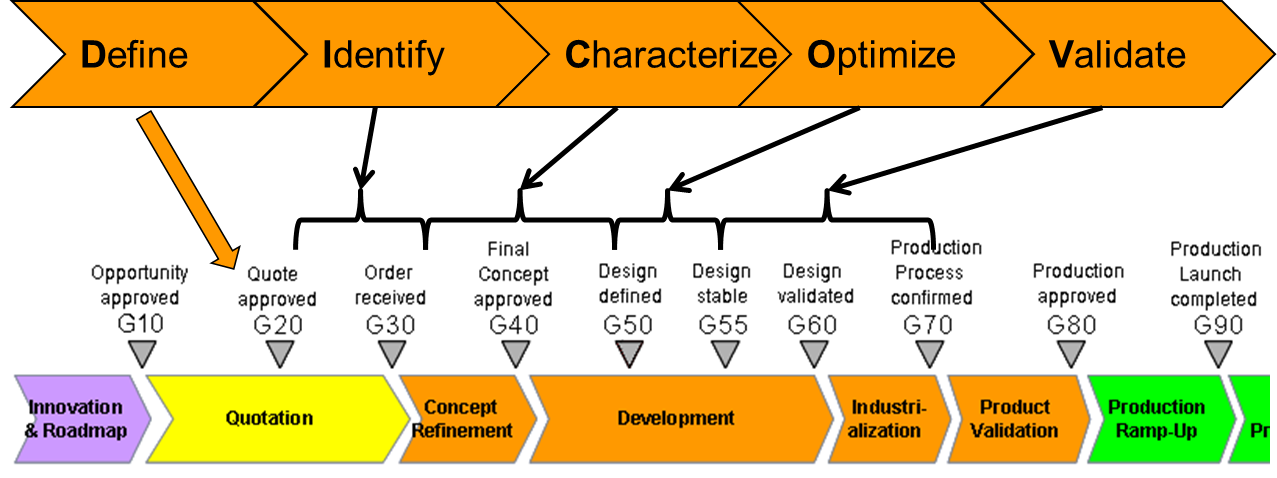 Define Identify Characterize Optimize Validate
Opportunity
approved
G10
Quote
approved
G20
Order
received
G30
Final
Concept
approved
G40
Design
defined
G50
Design
stable
G55
Design
validated
G60
Production
Process
confirmed
G70
Production
approved
G80
Production
Launch
completed
G90
Innovation
& Roadmap
Quotation
Concept
Refinement
Development
Industri-
alization
Product
Validation
Production
Ramp-Up